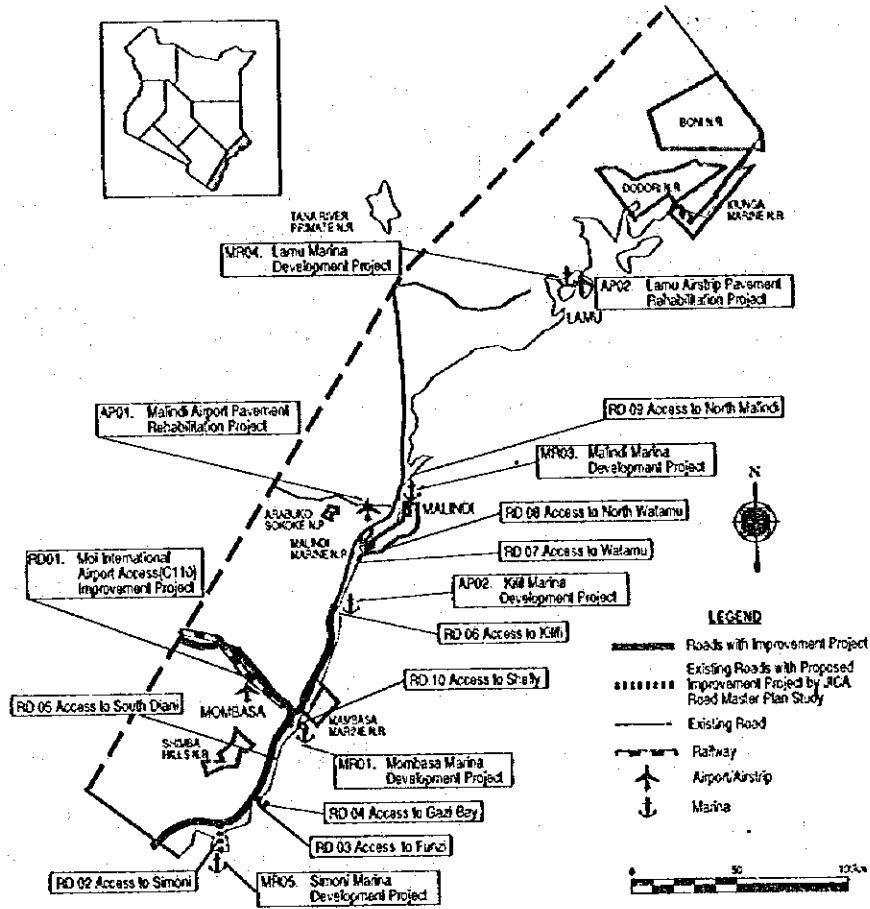 BONI N.R.
DODORI N.R.
KIUNGA
MARINE N.R.
TANA RIVER
PRIMATE N.R.
MR04. Lamu Marina
Development Project
AP02. Lamu Airstrip Pavement
Rehabilitation Project
LAMU
RD 09 Access to North Malindi
AP01. Malindi Airport Pavement
Rehabilitation Project
MR03. Malindi Marina
Development Project
N
MALINDI
ARABUKO
SOKOKE N.P.
RD 08 Access to North Watamu
MALINDI
MARINE N.P.
RD 07 Access to Watamu
RD01. Moi International
Airport Access(C110)
Improvement Project
AP02. Kilifi Marina
Development Project
RD 06 Access to Kilifi
LEGEND
Roads with Improvement Project
Existing Roads with Proposed
Improvement Project by JICA
Road Master Plan Study
Existing Road
Railway
Airport/Airstrip
Marina
RD.10 Access to Shelly
RD 05 Access to South Diani
MOMBASA
MAMBASA
MARINE N.R.
SHIMBA
HILLS N.R.
MR01. Mombasa Marina
Development Project
RD 04 Access to Gazi Bay
RD 03 Access to Funzi
RD 02 Access to Simoni
MR05. Simoni Marina
Development Project
0 50 100km